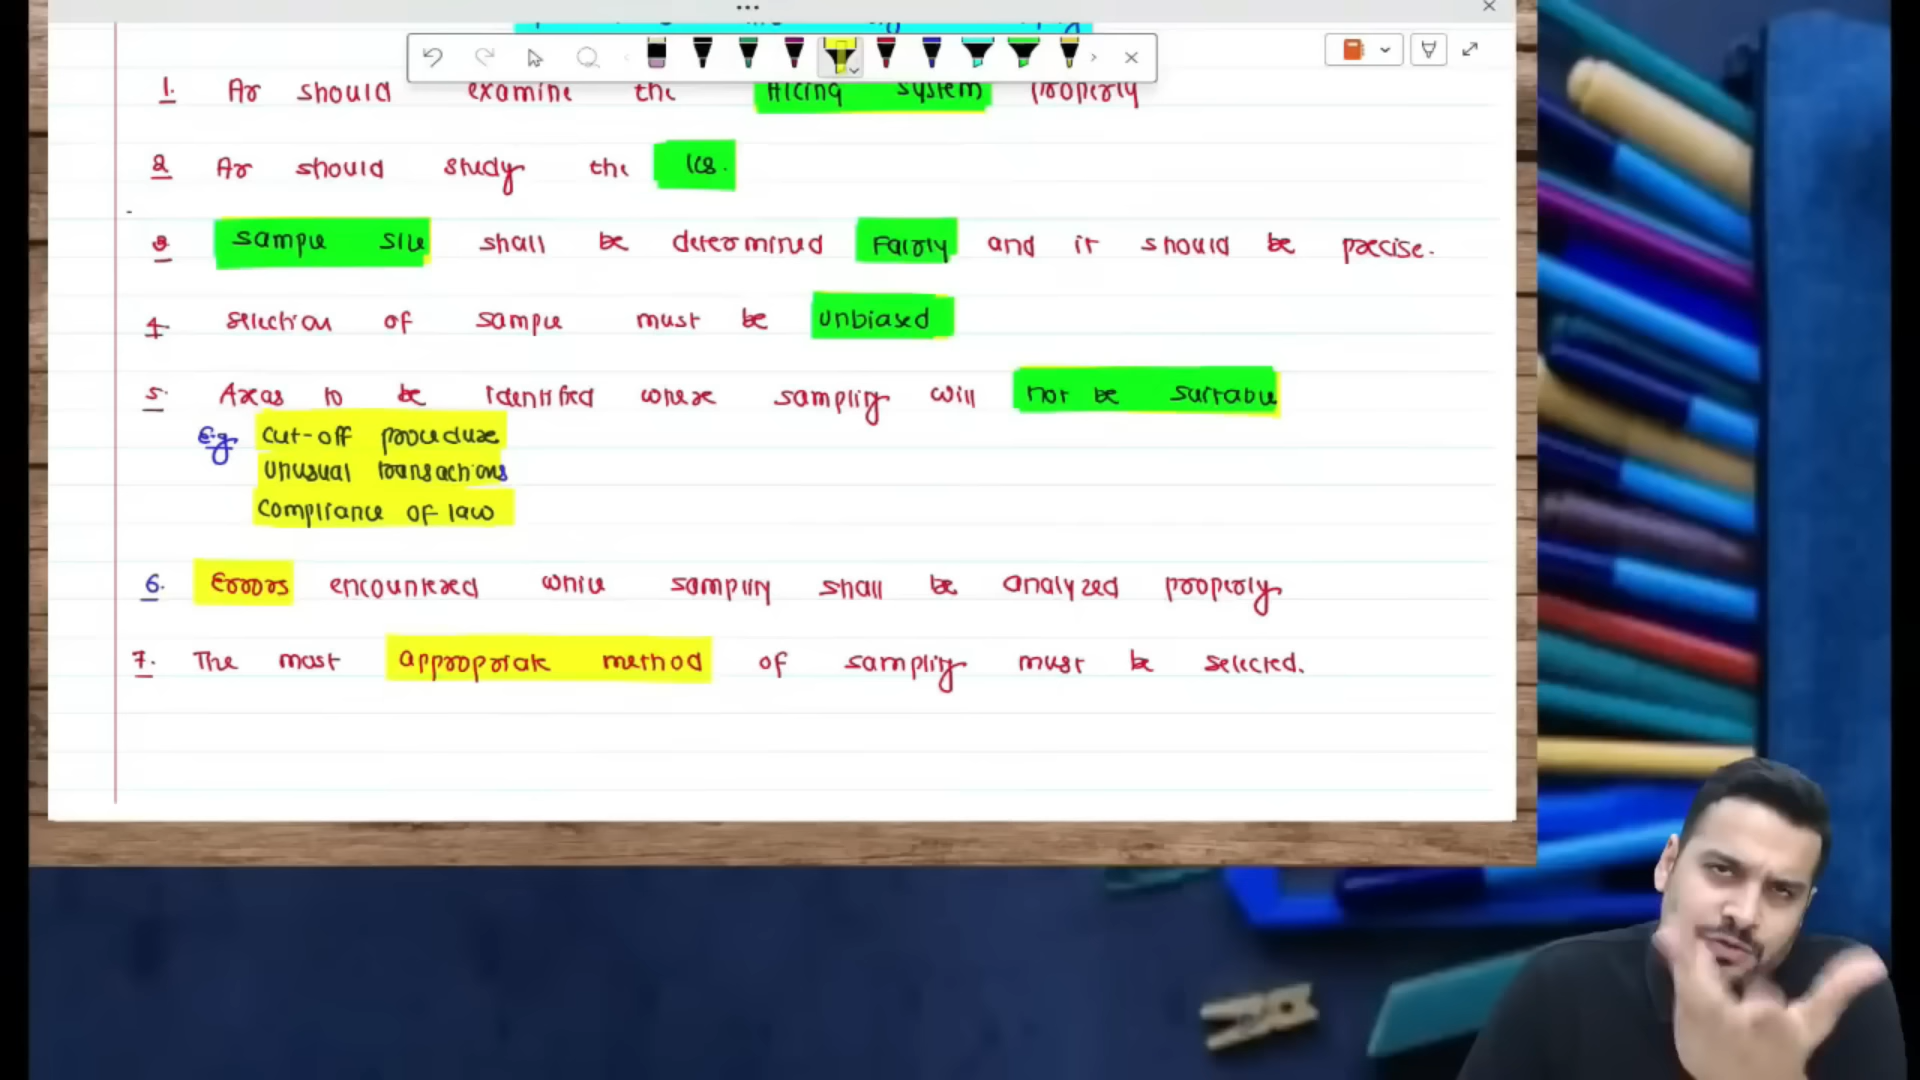 1. Ar should examine the filing system properly
2 Ar should study the ICS.
3 sample size shall be determined Fairly and it should be precise.
4 selection of sample must be unbiased
5. Areas to be identified where sampling will not be suitable
E.g. cut-off procedure
unusual transactions
compliance of law
6. Errors encountered while sampling shall be analyzed properly
7. The most appropriate method of sampling must be selected.